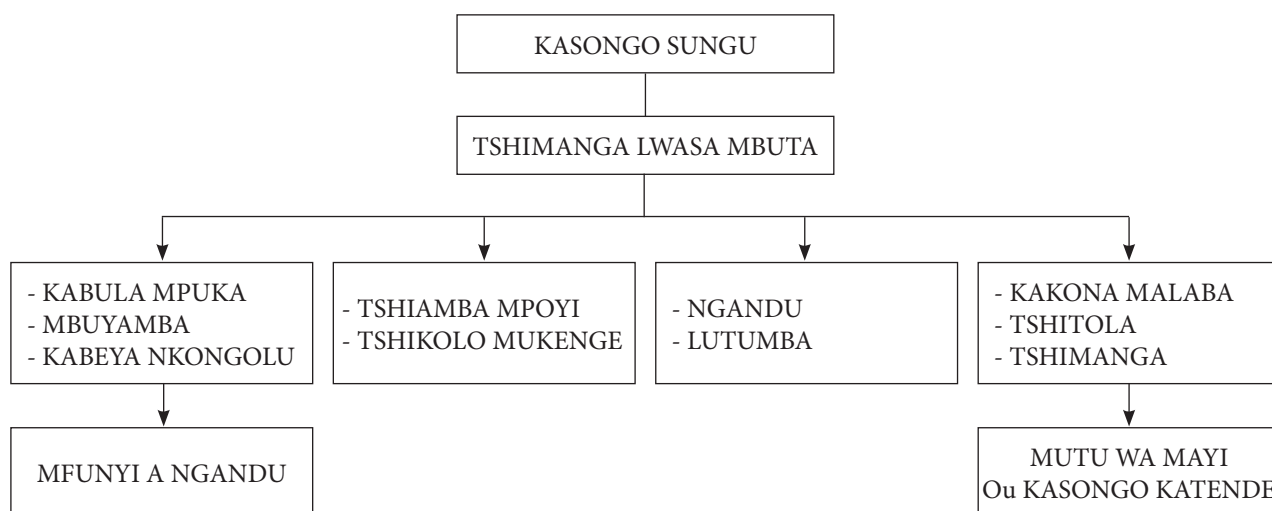 KASONGO SUNGU
TSHIMANGA LWASA MBUTA
- KABULA MPUKA
- MBUYAMBA
- KABEYA NKONGOLU
- TSHIAMBA MPOYI
- TSHIKOLO MUKENGE
- NGANDU
- LUTUMBA
- KAKONA MALABA
- TSHITOLA
- TSHIMANGA
MFUNYI A NGANDU
MUTU WA MAYI
Ou KASONGO KATENDE